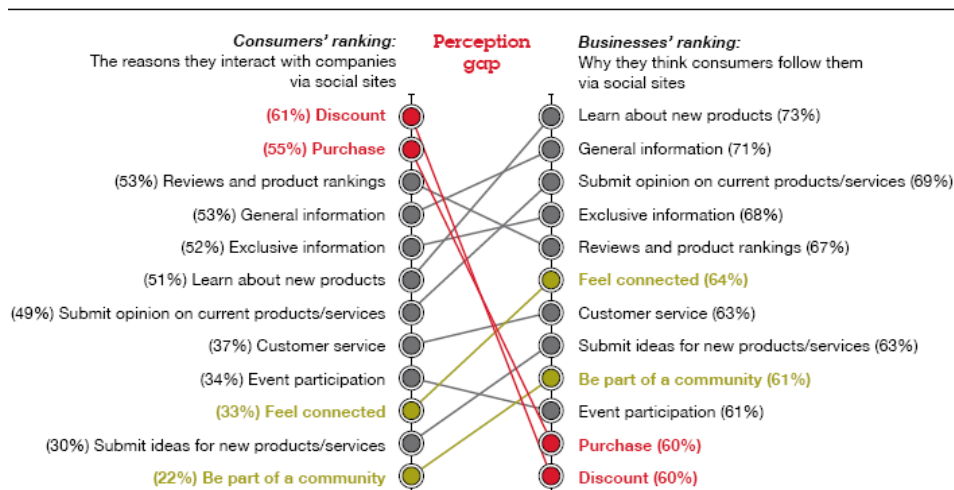 Consumers' ranking:
The reasons they interact with companies
via social sites
Perception
gap
Businesses' ranking:
Why they think consumers follow them
via social sites
(61%) Discount
(55%) Purchase
(53%) Reviews and product rankings
(53%) General information
(52%) Exclusive information
(51%) Learn about new products
(49%) Submit opinion on current products/services
(37%) Customer service
(34%) Event participation
(33%) Feel connected
(30%) Submit ideas for new products/services
(22%) Be part of a community
Learn about new products (73%)
General information (71%)
Submit opinion on current products/services (69%)
Exclusive information (68%)
Reviews and product rankings (67%)
Feel connected (64%)
Customer service (63%)
Submit ideas for new products/services (63%)
Be part of a community (61%)
Event participation (61%)
Purchase (60%)
Discount (60%)